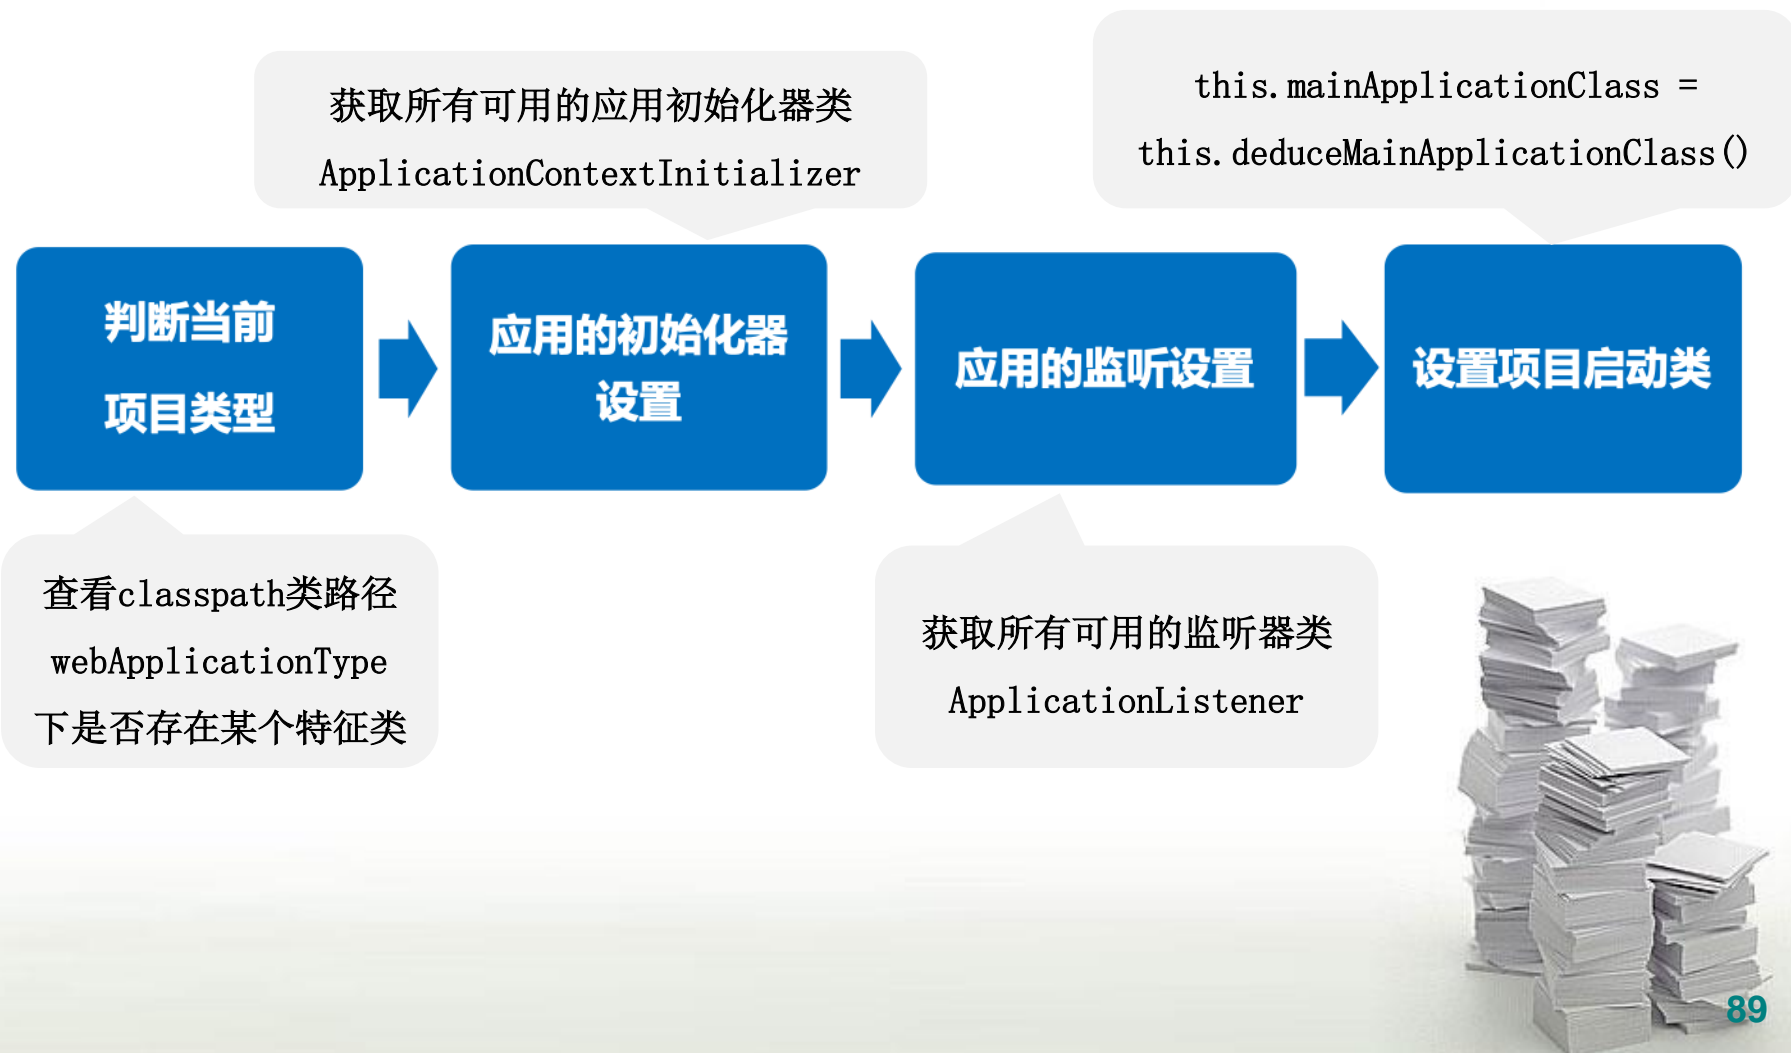 获取所有可用的应用初始化器类
ApplicationContextInitializer
this.mainApplicationClass =
this.deduceMainApplicationClass()
判断当前
项目类型
应用的初始化器
设置
应用的监听设置
设置项目启动类
查看classpath类路径
webApplicationType
下是否存在某个特征类
获取所有可用的监听器类
ApplicationListener
89